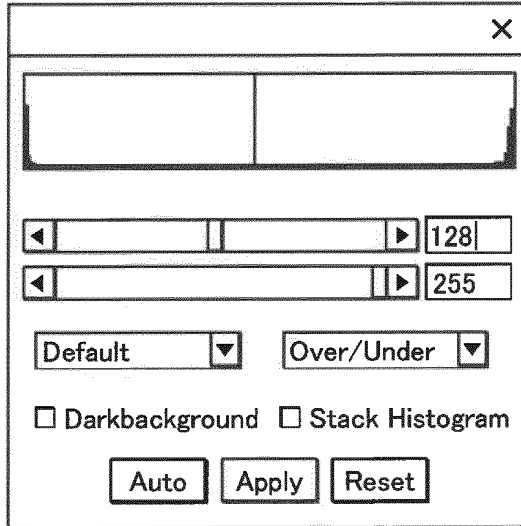 ×
128
255
Default Over/Under
Darkbackground Stack Histogram
Auto Apply Reset